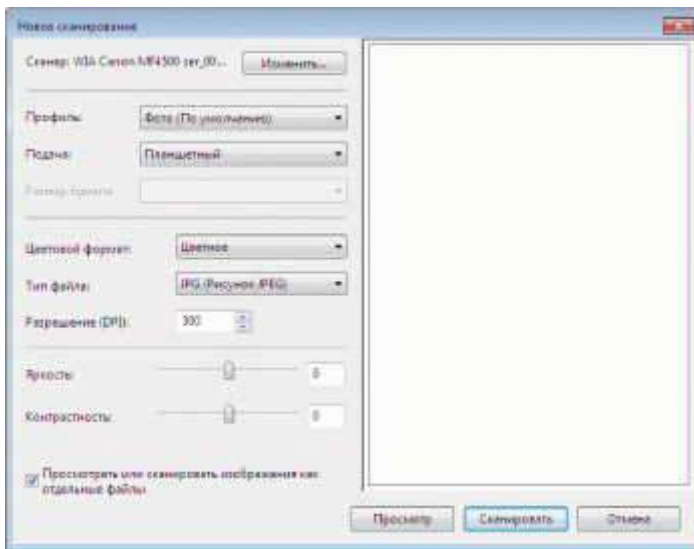 Новое сканирование
Сканер: WIA Canon MF4500 ser_00... Изменить...
Профиль: Фото (По умолчанию)
Подача: Планшетный
Размер бумаги
Цветовой формат: Цветное
Тип файла: JPG (Рисунок JPEG)
Разрешение (DPI): 300
Яркость: 0
Контрастность: 0
Просмотреть или сканировать изображения как
отдельные файлы
Просмотр Сканировать Отмена